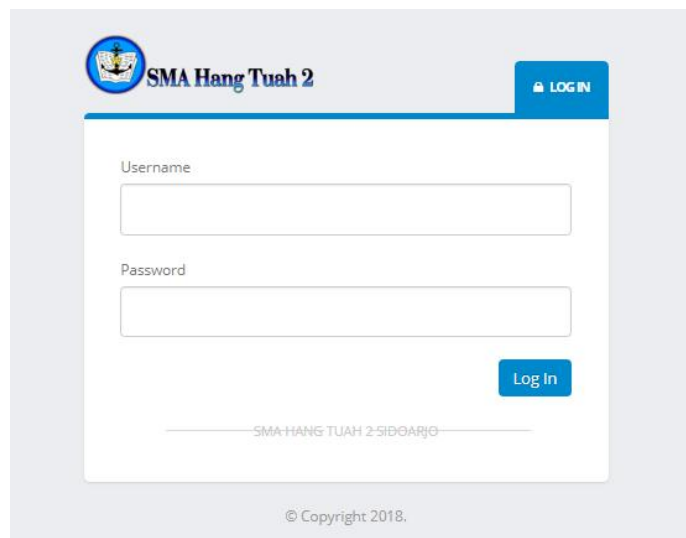 SMA Hang Tuah 2
LOG IN
Username
Password
Log In
SMA HANG TUAH 2 SIDOARJO
© Copyright 2018.